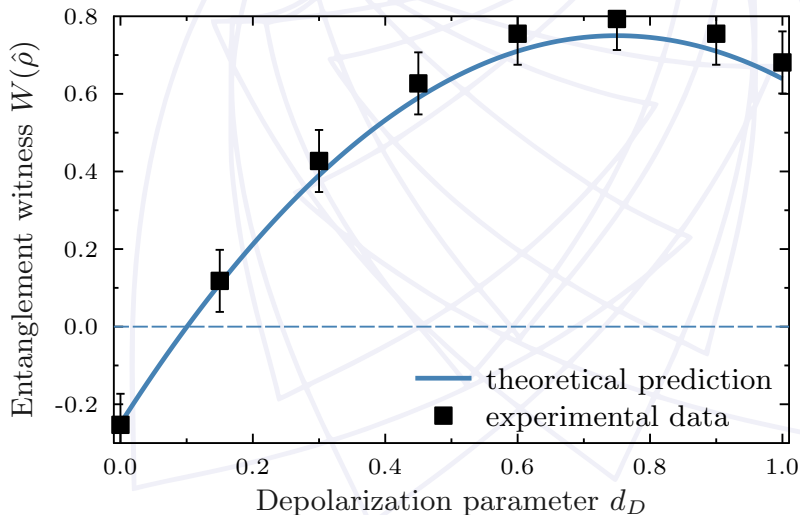 0.8
0.6
0.4
0.2
0.0
-0.2
Entanglement witness W(ρ̂)
theoretical prediction
experimental data
0.0 0.2 0.4 0.6 0.8 1.0
Depolarization parameter d_D